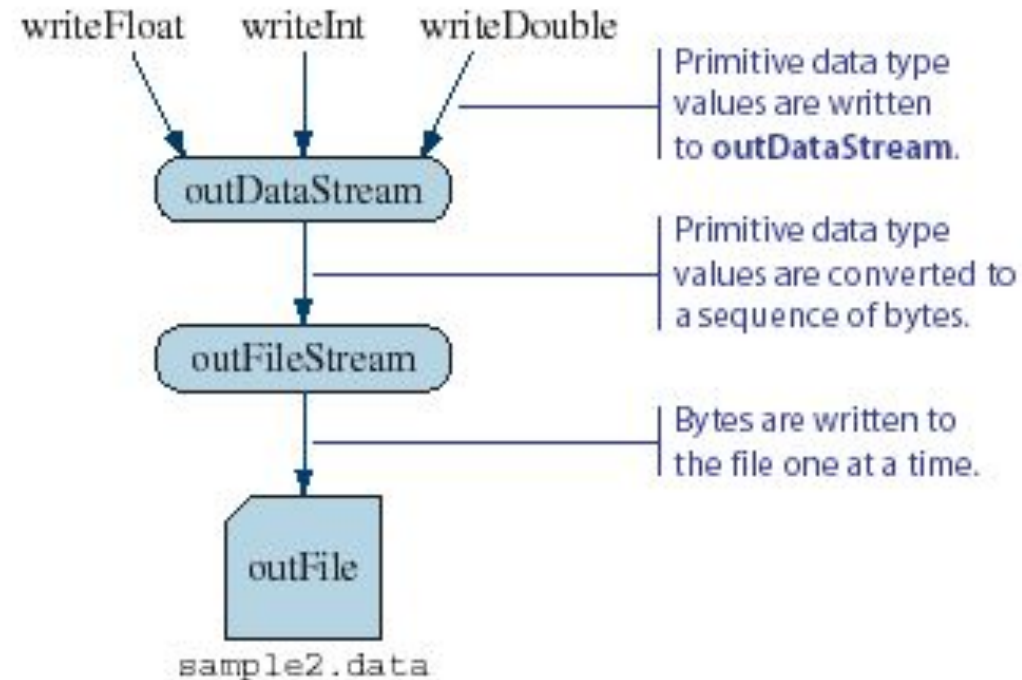 writeFloat writeInt writeDouble
Primitive data type
values are written
to outDataStream.
outDataStream
Primitive data type
values are converted to
a sequence of bytes.
outFileStream
Bytes are written to
the file one at a time.
outFile
sample2.data